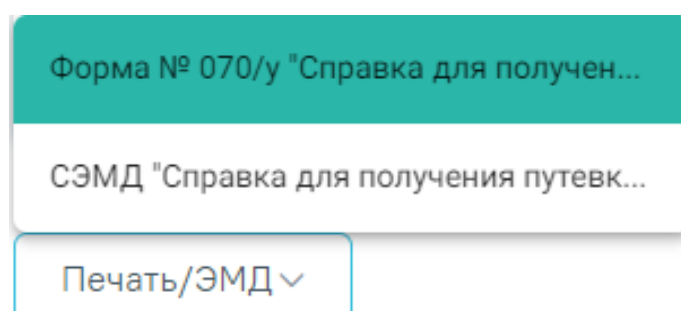 Форма № 070/у "Справка для получен...
СЭМД "Справка для получения путевк...
Печать/ЭМД